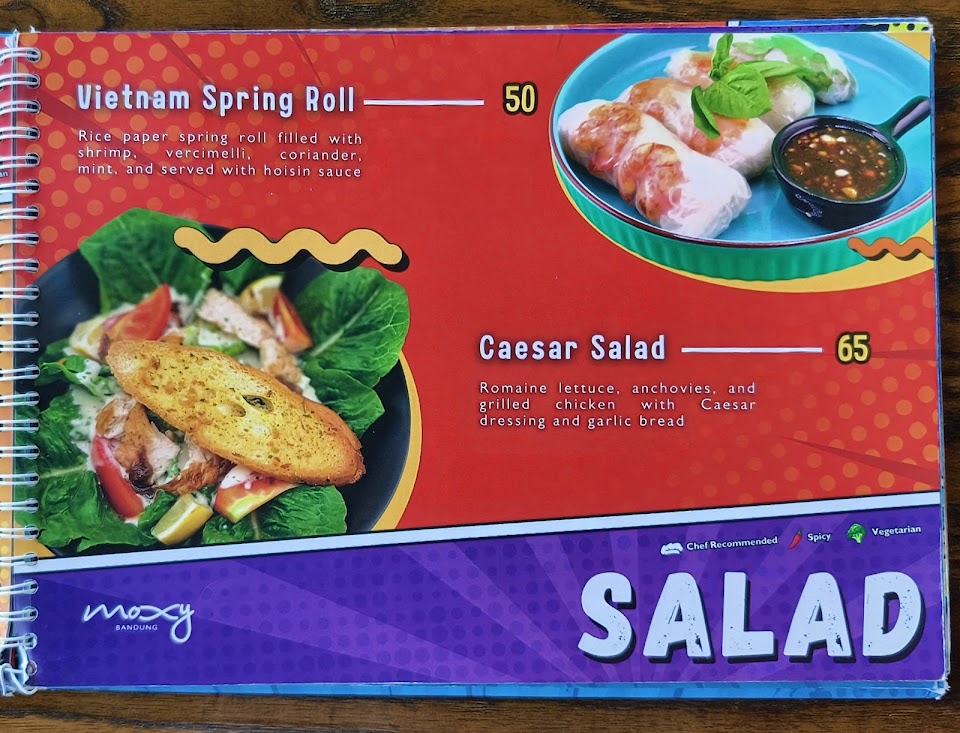 Vietnam Spring Roll 50
Rice paper spring roll filled with
shrimp, vercimelli, coriander,
mint, and served with hoisin sauce
Caesar Salad 65
Romaine lettuce, anchovies, and
grilled chicken with Caesar
dressing and garlic bread
Chef Recommended Spicy Vegetarian
SALAD
moxy
BANDUNG